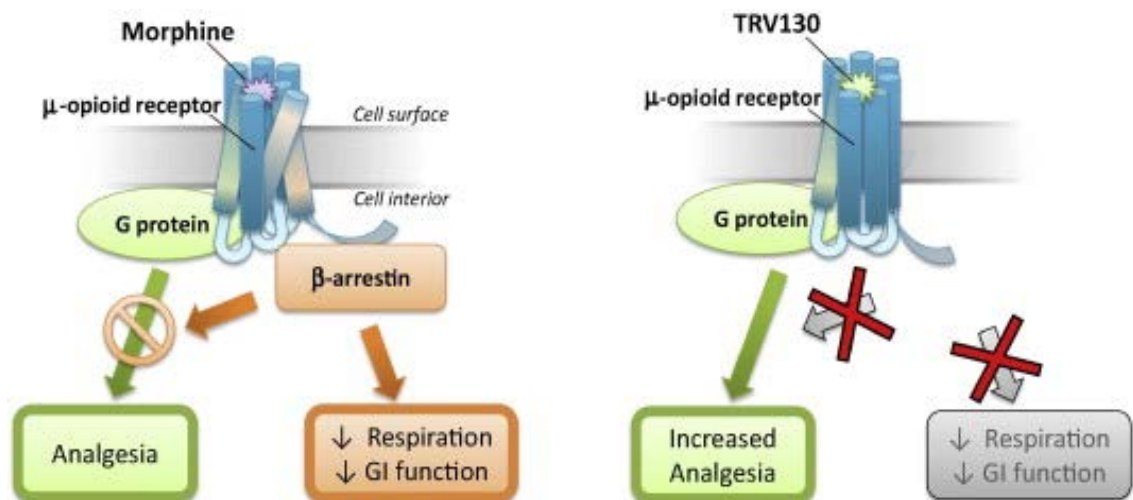 Morphine
μ-opioid receptor
Cell surface
Cell interior
G protein
β-arrestin
Analgesia
↓ Respiration
↓ GI function
TRV130
μ-opioid receptor
G protein
Increased
Analgesia
↓ Respiration
↓ GI function